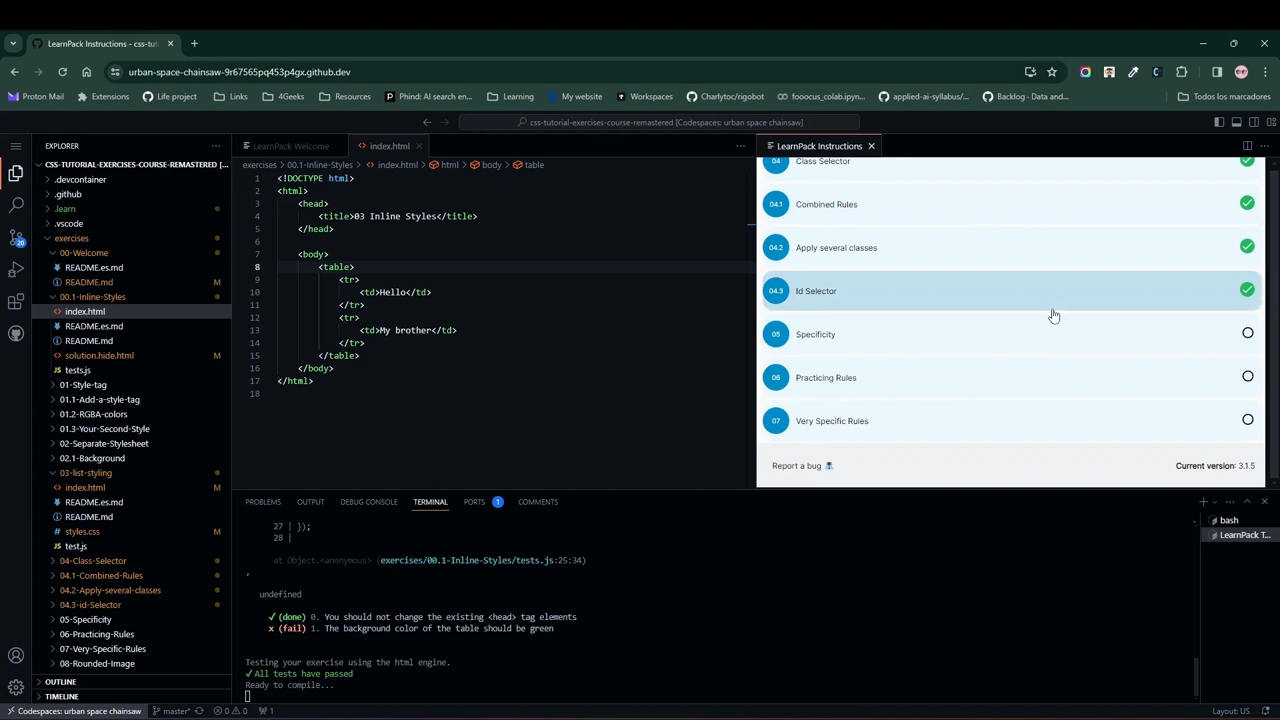 LearnPack Instructions - css-tut
urban-space-chainsaw-9r67565pq453p4gx.github.dev
Proton Mail
Extensions
Life project
Links
4Geeks
Resources
Phind: AI search en...
Learning
My website
Workspaces
Charlytoc/rigobot
fooocus_colab.ipyn...
applied-ai-syllabus/...
Backlog - Data and...
Todos los marcadores
css-tutorial-exercises-course-remastered [Codespaces: urban space chainsaw]
EXPLORER
CSS-TUTORIAL-EXERCISES-COURSE-REMASTERED [...
.devcontainer
.github
.learn
.vscode
exercises
00-Welcome
README.es.md
README.md M
00.1-Inline-Styles
index.html
README.es.md
README.md
solution.hide.html M
tests.js
01-Style-tag
01.1-Add-a-style-tag
01.2-RGBA-colors
01.3-Your-Second-Style
02-Separate-Stylesheet
02.1-Background
03-list-styling
index.html M
README.es.md
README.md
styles.css M
test.js
04-Class-Selector
04.1-Combined-Rules
04.2-Apply-several-classes
04.3-id-Selector
05-Specificity
06-Practicing-Rules
07-Very-Specific-Rules
08-Rounded-Image
OUTLINE
TIMELINE
LearnPack Welcome
index.html
exercises > 00.1-Inline-Styles > index.html > html > body > table
1 <!DOCTYPE html>
2 <html>
3 <head>
4 <title>03 Inline Styles</title>
5 </head>
6
7 <body>
8 <table>
9 <tr>
10 <td>Hello</td>
11 </tr>
12 <tr>
13 <td>My brother</td>
14 </tr>
15 </table>
16 </body>
17 </html>
18
LearnPack Instructions
04 Class Selector
04.1 Combined Rules
04.2 Apply several classes
04.3 Id Selector
05 Specificity
06 Practicing Rules
07 Very Specific Rules
Report a bug
Current version: 3.1.5
PROBLEMS OUTPUT DEBUG CONSOLE TERMINAL PORTS 1 COMMENTS
27 | });
28 |
at Object.<anonymous> (exercises/00.1-Inline-Styles/tests.js:25:34)
,
undefined
✓ (done) 0. You should not change the existing <head> tag elements
x (fail) 1. The background color of the table should be green
Testing your exercise using the html engine.
✓ All tests have passed
Ready to compile...
bash
LearnPack T...
20
Codespaces: urban space chainsaw
master*
0 0
1
Layout: US